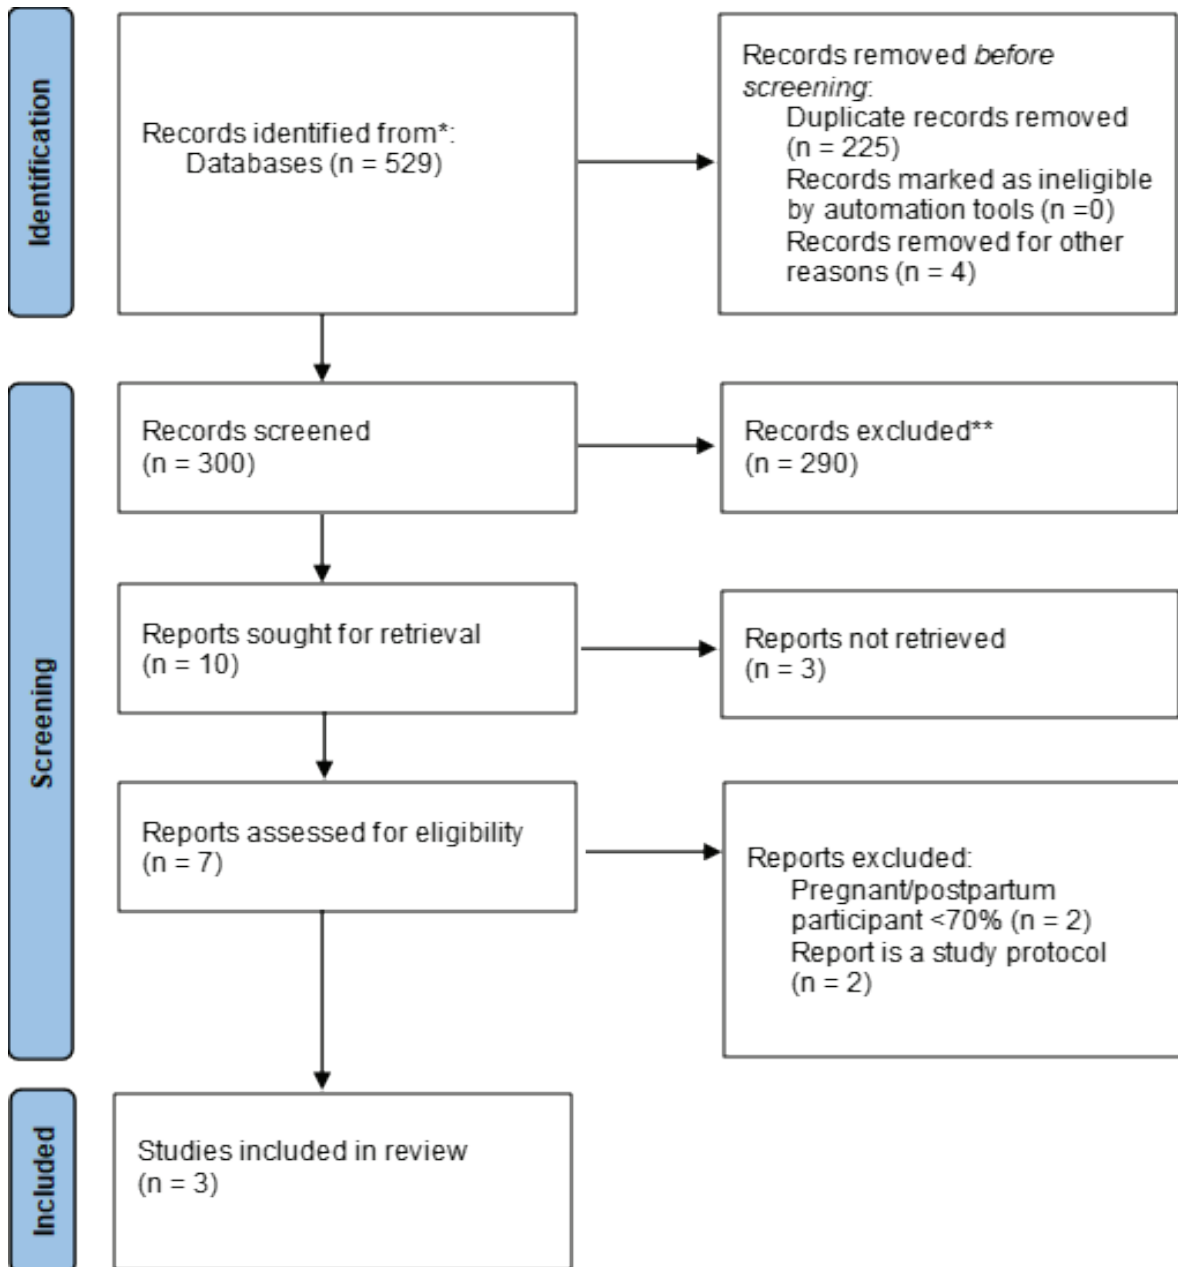 Identification
Records identified from*:
Databases (n = 529)
Records removed before
screening:
Duplicate records removed
(n = 225)
Records marked as ineligible
by automation tools (n =0)
Records removed for other
reasons (n = 4)
Screening
Records screened
(n = 300)
Records excluded**
(n = 290)
Reports sought for retrieval
(n = 10)
Reports not retrieved
(n = 3)
Reports assessed for eligibility
(n = 7)
Reports excluded:
Pregnant/postpartum
participant <70% (n = 2)
Report is a study protocol
(n = 2)
Included
Studies included in review
(n = 3)